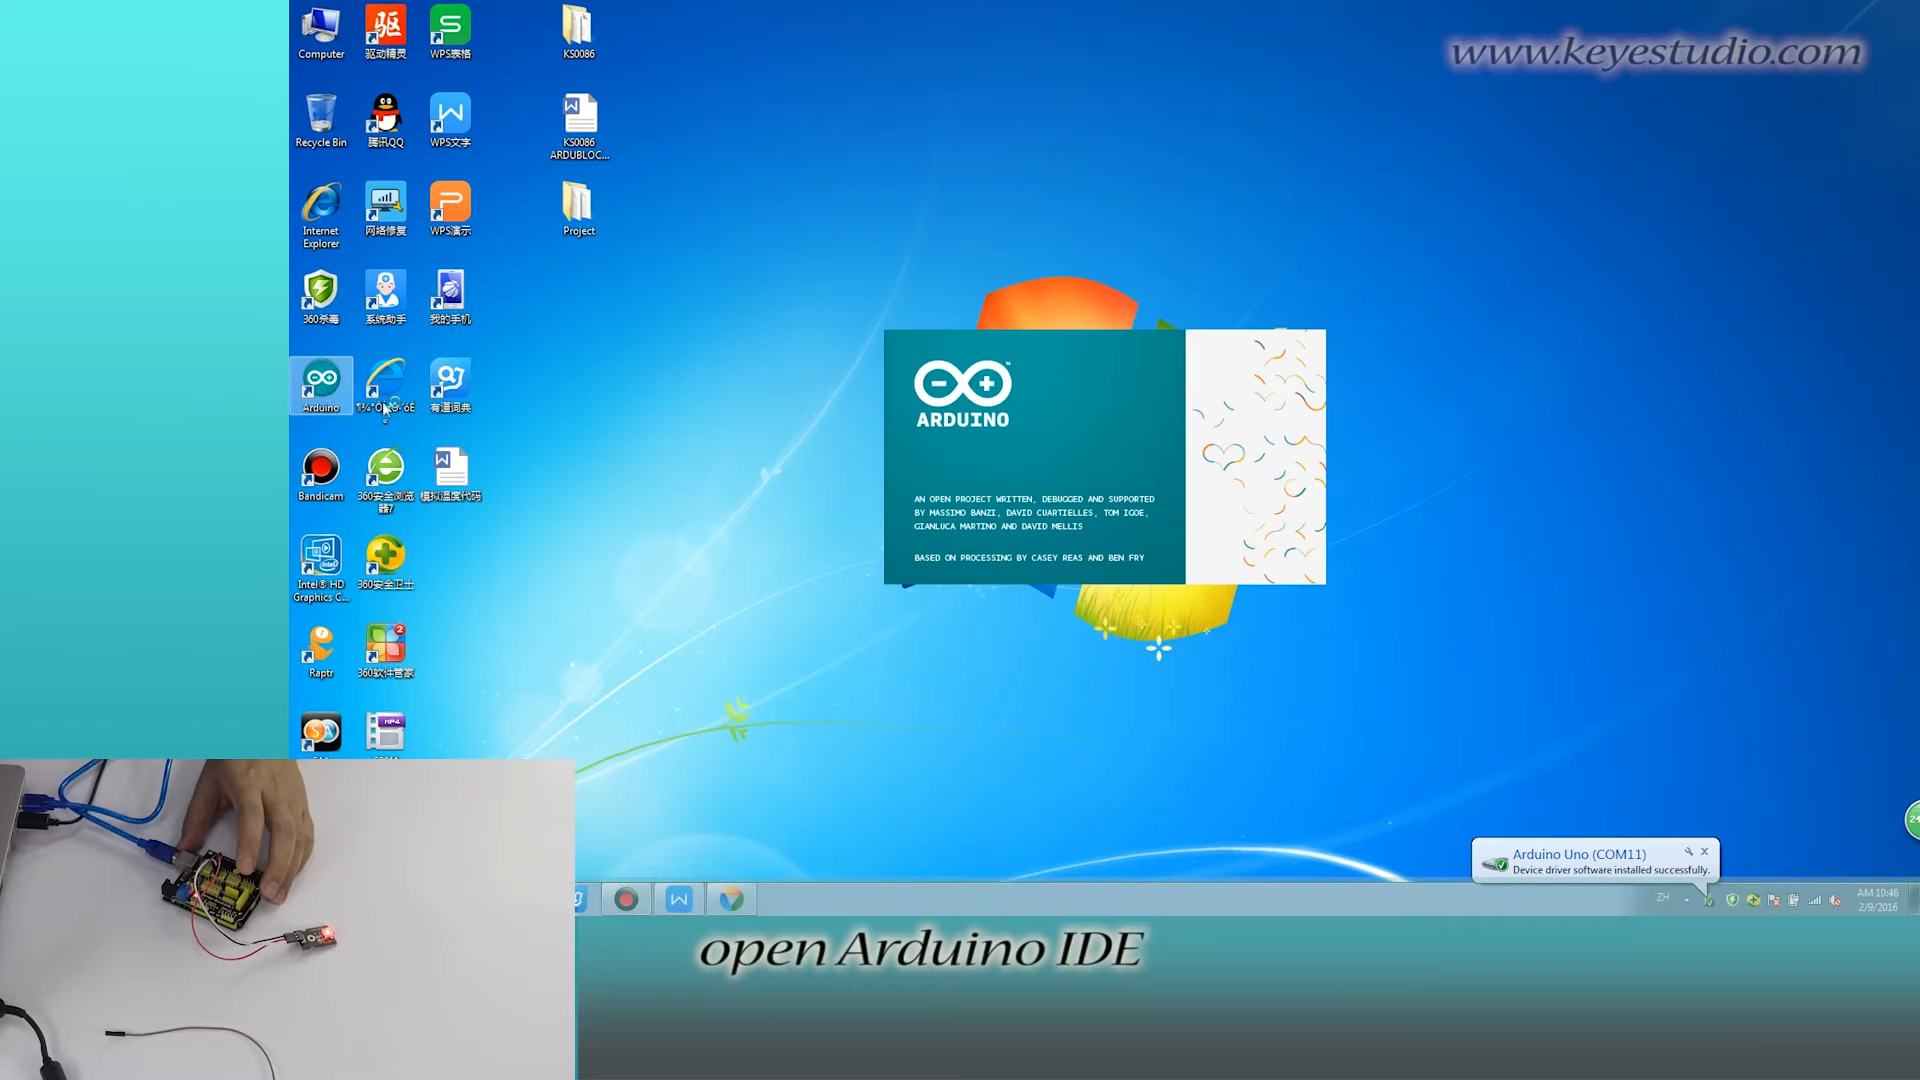 www.keyestudio.com
Computer
驱动精灵
WPS表格
KS0086
Recycle Bin
腾讯QQ
WPS文字
KS0086
ARDUBLOC...
Internet
Explorer
网络修复
WPS演示
Project
360杀毒
系统助手
我的手机
Arduino
有道词典
Bandicam
360安全浏览
器7
模拟温度代码
Intel® HD
Graphics C...
360安全卫士
Raptr
360软件管家
2
MP4
ARDUINO
AN OPEN PROJECT WRITTEN, DEBUGGED AND SUPPORTED
BY MASSIMO BANZI, DAVID CUARTIELLES, TOM IGOE,
GIANLUCA MARTINO AND DAVID MELLIS
BASED ON PROCESSING BY CASEY REAS AND BEN FRY
Arduino Uno (COM11)
Device driver software installed successfully.
ZH
AM 10:46
2/9/2016
open Arduino IDE